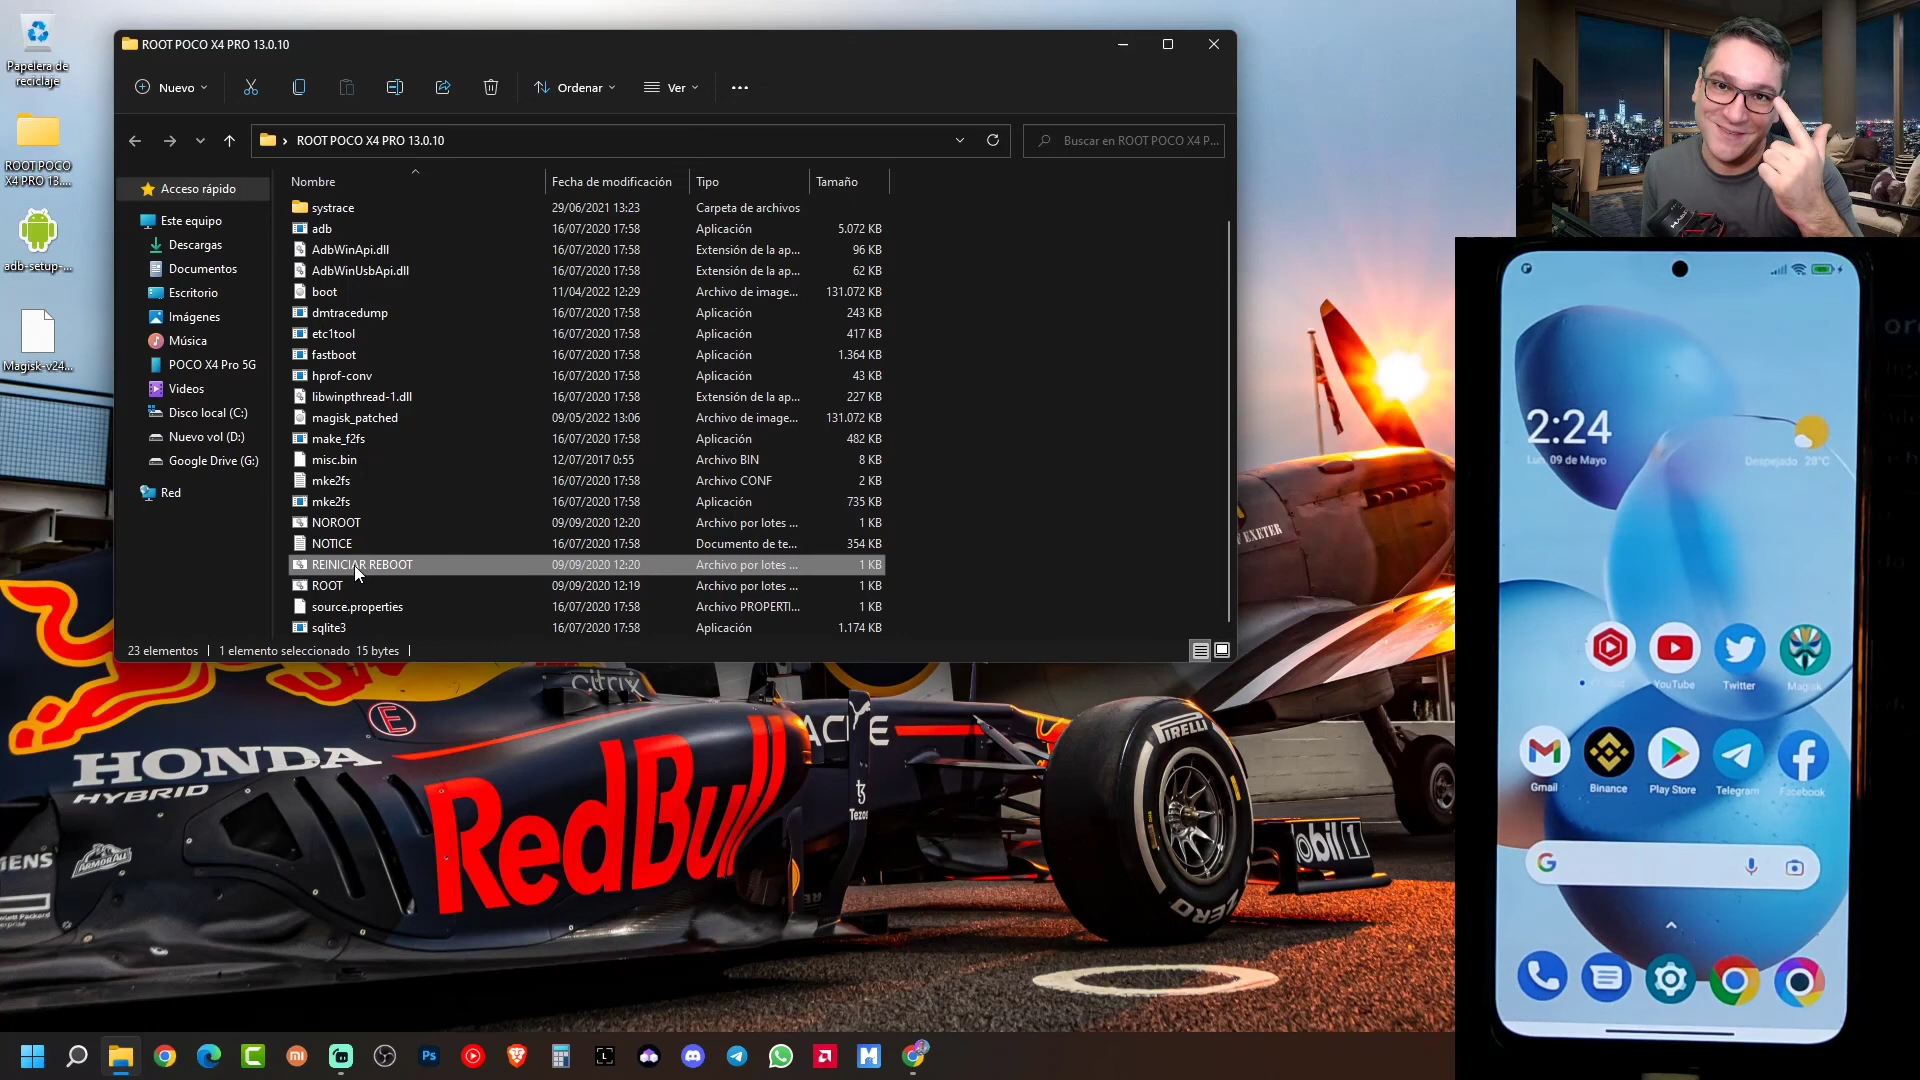 Papelera de
reciclaje
ROOT POCO
X4 PRO 13....
adb-setup-...
Magisk-v24...
ROOT POCO X4 PRO 13.0.10
Nuevo
Ordenar
Ver
ROOT POCO X4 PRO 13.0.10
Buscar en ROOT POCO X4 P...
Acceso rápido
Este equipo
Descargas
Documentos
Escritorio
Imágenes
Música
POCO X4 Pro 5G
Videos
Disco local (C:)
Nuevo vol (D:)
Google Drive (G:)
Red
Nombre Fecha de modificación Tipo Tamaño
systrace 29/06/2021 13:23 Carpeta de archivos
adb 16/07/2020 17:58 Aplicación 5.072 KB
AdbWinApi.dll 16/07/2020 17:58 Extensión de la ap... 96 KB
AdbWinUsbApi.dll 16/07/2020 17:58 Extensión de la ap... 62 KB
boot 11/04/2022 12:29 Archivo de image... 131.072 KB
dmtracedump 16/07/2020 17:58 Aplicación 243 KB
etc1tool 16/07/2020 17:58 Aplicación 417 KB
fastboot 16/07/2020 17:58 Aplicación 1.364 KB
hprof-conv 16/07/2020 17:58 Aplicación 43 KB
libwinpthread-1.dll 16/07/2020 17:58 Extensión de la ap... 227 KB
magisk_patched 09/05/2022 13:06 Archivo de image... 131.072 KB
make_f2fs 16/07/2020 17:58 Aplicación 482 KB
misc.bin 12/07/2017 0:55 Archivo BIN 8 KB
mke2fs 16/07/2020 17:58 Archivo CONF 2 KB
mke2fs 16/07/2020 17:58 Aplicación 735 KB
NOROOT 09/09/2020 12:20 Archivo por lotes ... 1 KB
NOTICE 16/07/2020 17:58 Documento de te... 354 KB
REINICIAR REBOOT 09/09/2020 12:20 Archivo por lotes ... 1 KB
ROOT 09/09/2020 12:19 Archivo por lotes ... 1 KB
source.properties 16/07/2020 17:58 Archivo PROPERTI... 1 KB
sqlite3 16/07/2020 17:58 Aplicación 1.174 KB
23 elementos 1 elemento seleccionado 15 bytes
EXETER
citrix
HONDA
HYBRID
RedBull
PIRELLI
ZERO
Tezos
Mobil 1
ARMORALL
2:24
Lun. 09 de Mayo
Despejado 28°C
YouTube
Twitter
Magisk
Gmail
Binance
Play Store
Telegram
Facebook
Ps